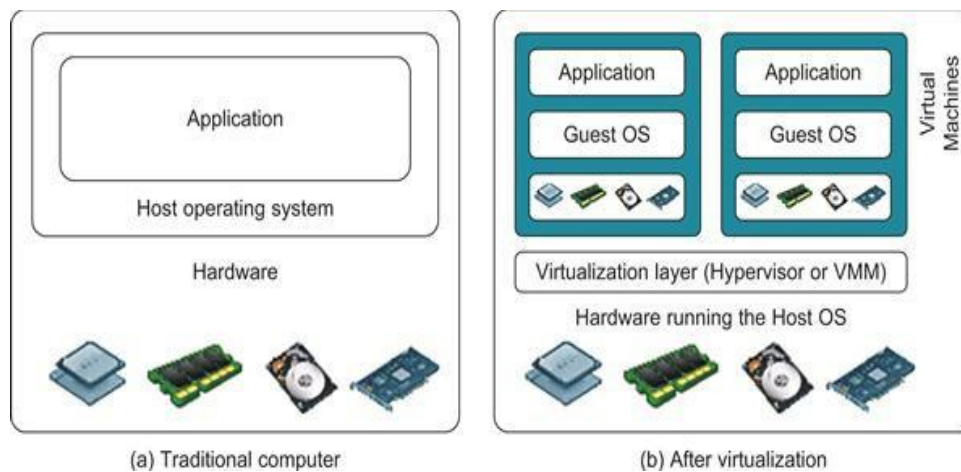 Application
Host operating system
Hardware
(a) Traditional computer
Application
Guest OS
Application
Guest OS
Virtual
Machines
Virtualization layer (Hypervisor or VMM)
Hardware running the Host OS
(b) After virtualization